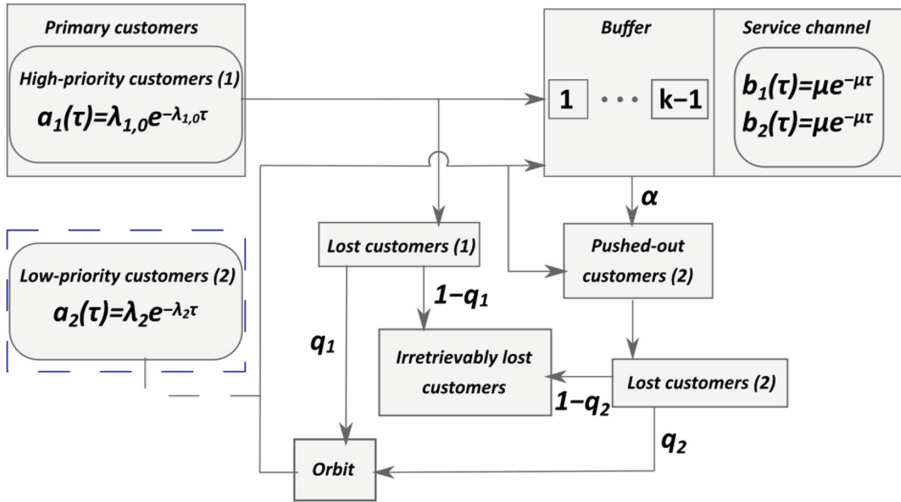 Primary customers
High-priority customers (1)
a₁(τ)=λ₁,₀e^−λ₁,₀τ
Buffer
1 ... k−1
Service channel
b₁(τ)=μe^−μτ
b₂(τ)=μe^−μτ
α
Lost customers (1)
Pushed-out
customers (2)
Low-priority customers (2)
a₂(τ)=λ₂e^−λ₂τ
q₁
1−q₁
Irretrievably lost
customers
1−q₂
Lost customers (2)
q₂
Orbit